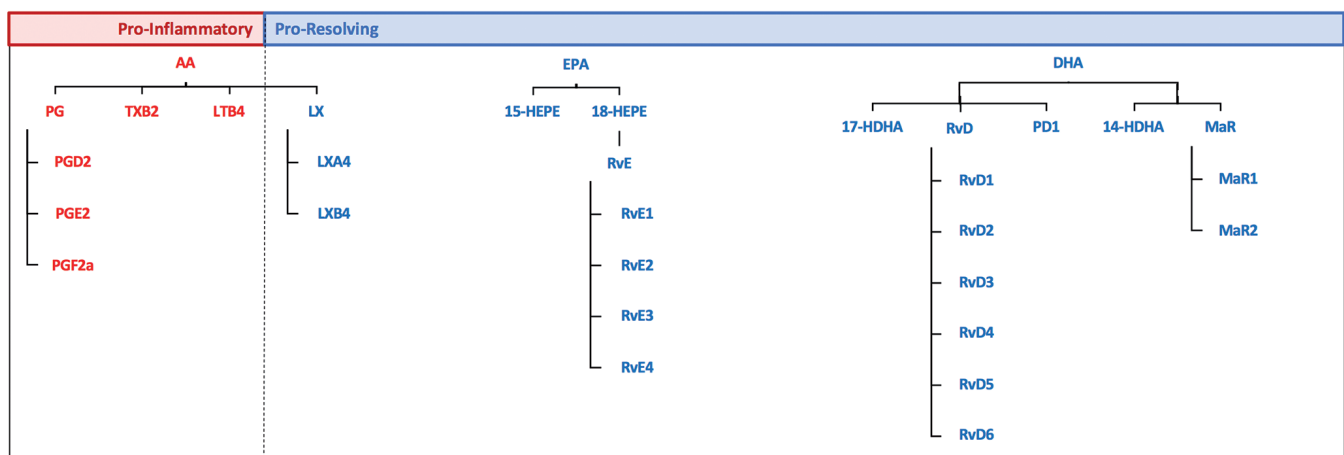 Pro-Inflammatory Pro-Resolving
AA EPA DHA
PG TXB2 LTB4 LX 15-HEPE 18-HEPE 17-HDHA RvD PD1 14-HDHA MaR
PGD2 LXA4 RvE RvD1 MaR1
PGE2 LXB4 RvE1 RvD2 MaR2
PGF2a RvE2 RvD3
RvE3 RvD4
RvE4 RvD5
RvD6